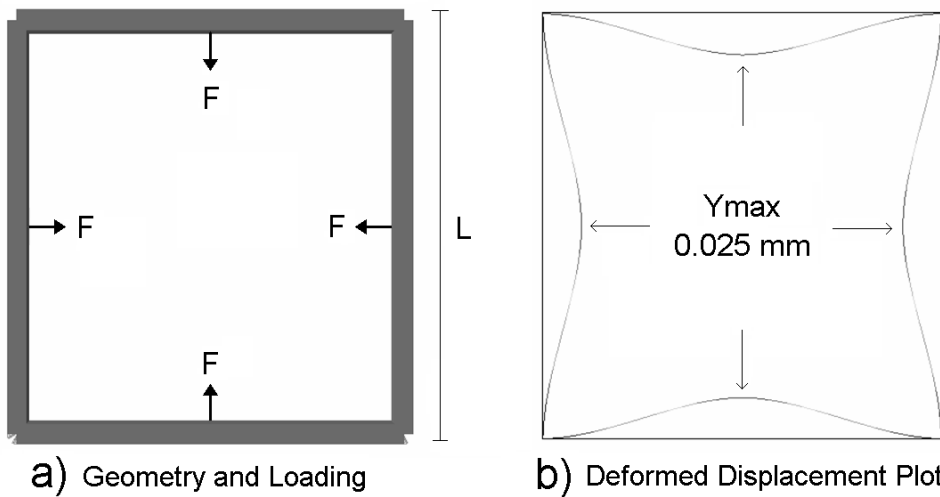 F
F
F
F
L
a) Geometry and Loading
Ymax
0.025 mm
b) Deformed Displacement Plot